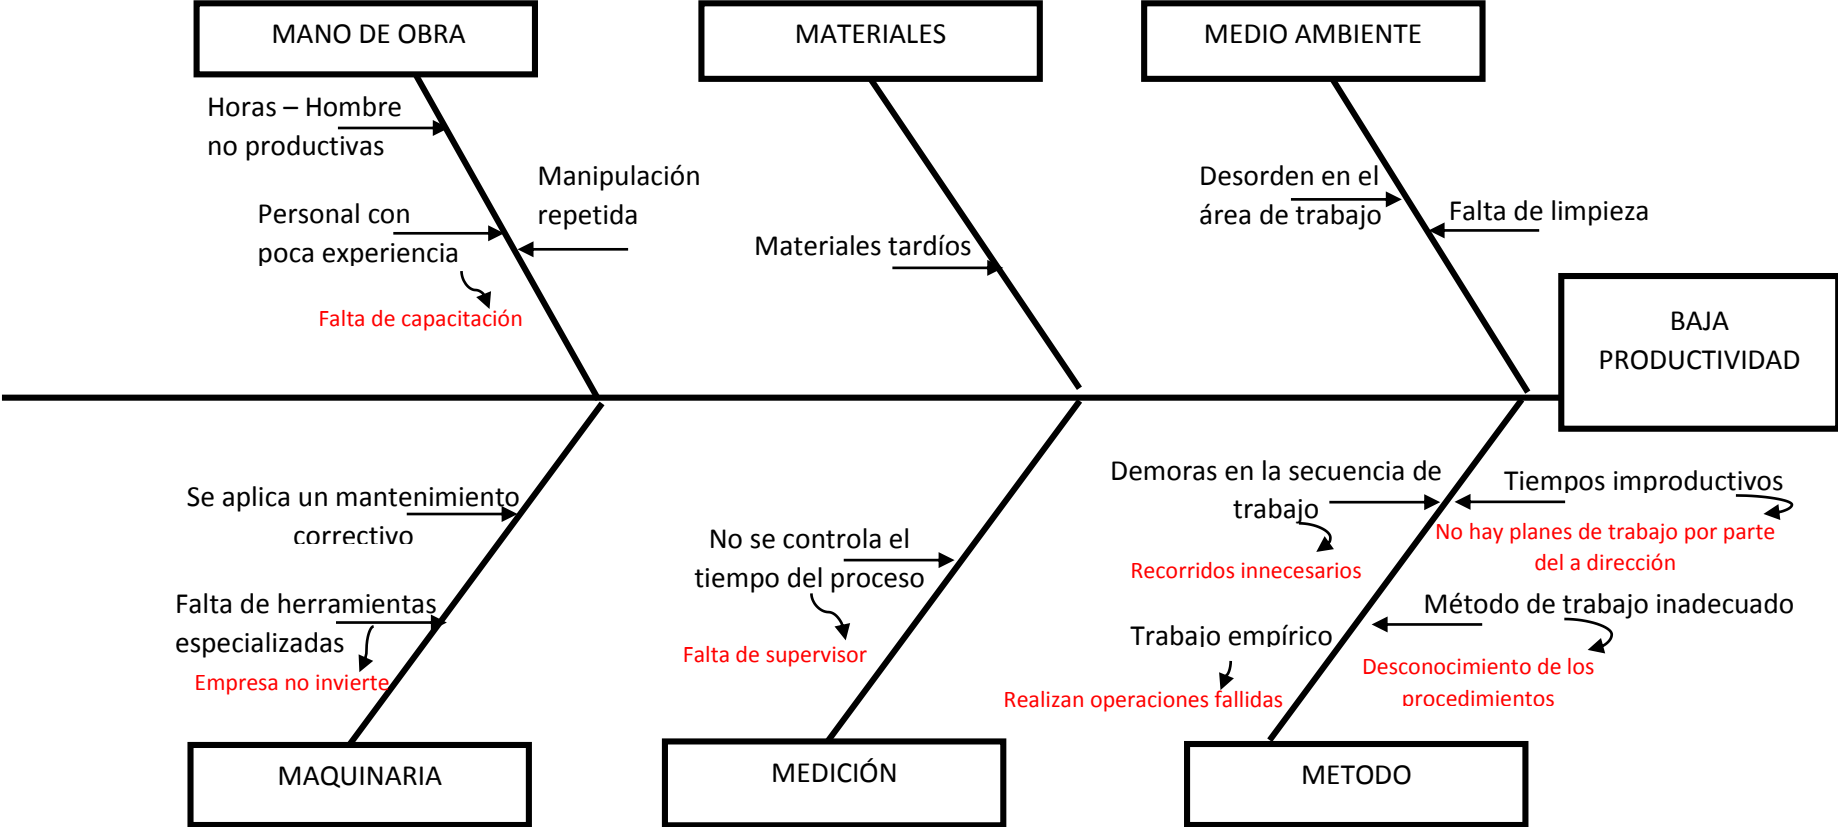 MANO DE OBRA
MATERIALES
MEDIO AMBIENTE
Horas – Hombre
no productivas
Manipulación
repetida
Personal con
poca experiencia
Falta de capacitación
Materiales tardíos
Desorden en el
área de trabajo
Falta de limpieza
BAJA
PRODUCTIVIDAD
Se aplica un mantenimiento
correctivo
Falta de herramientas
especializadas
Empresa no invierte
No se controla el
tiempo del proceso
Falta de supervisor
Demoras en la secuencia de
trabajo
Recorridos innecesarios
Tiempos improductivos
No hay planes de trabajo por parte
del a dirección
Trabajo empírico
Realizan operaciones fallidas
Método de trabajo inadecuado
Desconocimiento de los
procedimientos
MAQUINARIA
MEDICIÓN
METODO